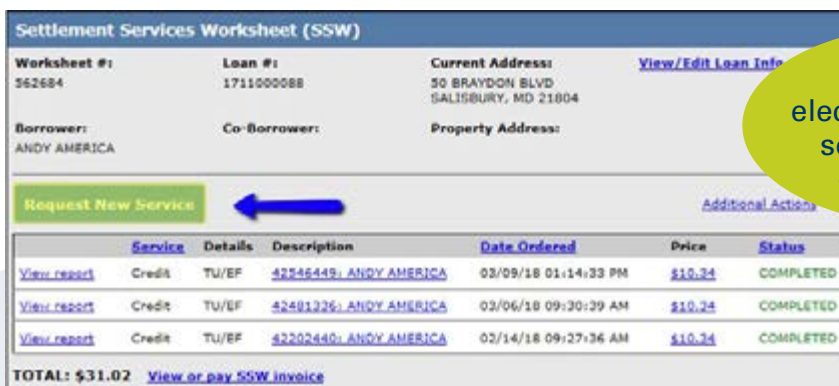 Settlement Services Worksheet (SSW)
Worksheet #: Loan #: Current Address: View/Edit Loan Info
562684 1711000088 50 BRAYDON BLVD
SALISBURY, MD 21804
Borrower: Co-Borrower: Property Address:
ANDY AMERICA
elec
se
Request New Service Additional Actions
Service Details Description Date Ordered Price Status
View report Credit TU/EF 42546449: ANDY AMERICA 03/09/18 01:14:33 PM $10.34 COMPLETED
View report Credit TU/EF 42481336: ANDY AMERICA 03/06/18 09:30:39 AM $10.34 COMPLETED
View report Credit TU/EF 42202440: ANDY AMERICA 02/14/18 09:27:36 AM $10.34 COMPLETED
TOTAL: $31.02 View or pay SSW invoice